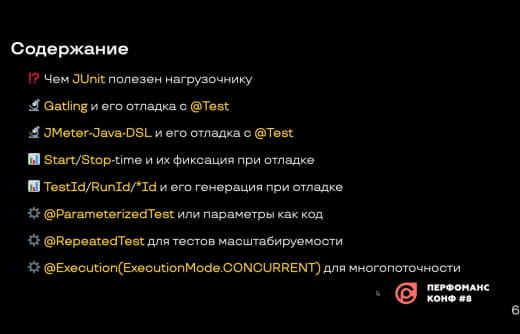 Содержание
⁉ Чем JUnit полезен нагрузочнику
🔬 Gatling и его отладка с @Test
🔬 JMeter-Java-DSL и его отладка с @Test
📊 Start/Stop-time и их фиксация при отладке
📊 TestId/RunId/*Id и его генерация при отладке
⚙ @ParameterizedTest или параметры как код
⚙ @RepeatedTest для тестов масштабируемости
⚙ @Execution(ExecutionMode.CONCURRENT) для многопоточности
ПЕРФОМАНС
КОНФ #8
6